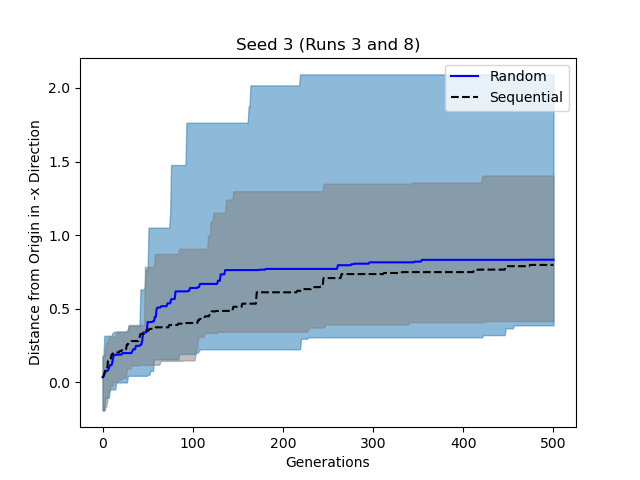 Seed 3 (Runs 3 and 8)
Random
Sequential
Distance from Origin in -x Direction
2.0
1.5
1.0
0.5
0.0
0
100
200
300
400
500
Generations